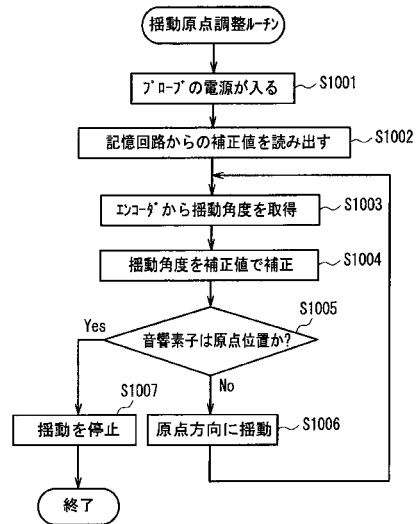 揺動原点調整ルーチン
プローブの電源が入る
S1001
記憶回路からの補正値を読み出す
S1002
エンコーダから揺動角度を取得
S1003
揺動角度を補正値で補正
S1004
音響素子は原点位置か?
S1005
Yes
No
S1007
揺動を停止
原点方向に揺動
S1006
終了